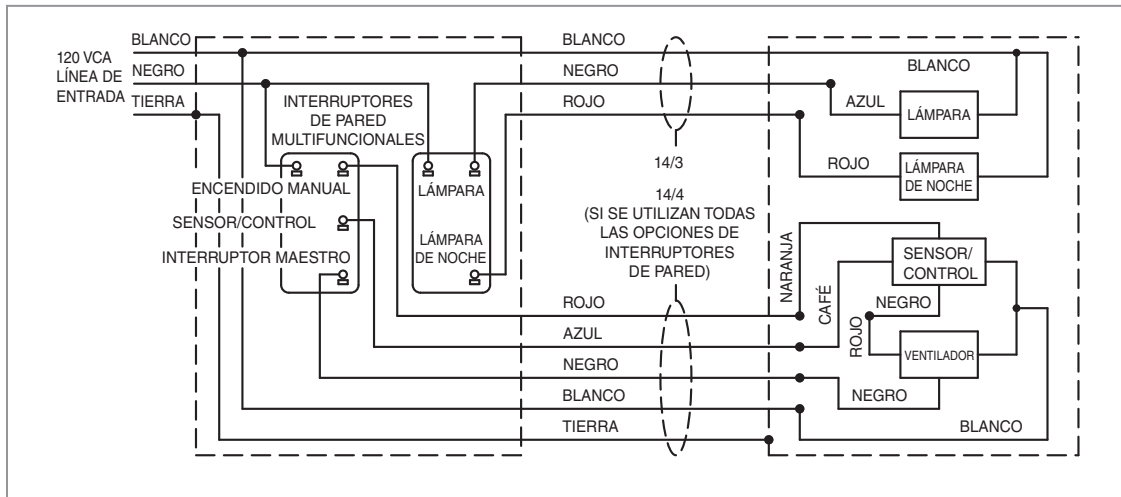 120 VCA
LÍNEA DE
ENTRADA
BLANCO
NEGRO
TIERRA
INTERRUPTORES
DE PARED
MULTIFUNCIONALES
ENCENDIDO MANUAL
SENSOR/CONTROL
INTERRUPTOR MAESTRO
LÁMPARA
LÁMPARA
DE NOCHE
BLANCO
NEGRO
ROJO
14/3
14/4
(SI SE UTILIZAN TODAS
LAS OPCIONES DE
INTERRUPTORES
DE PARED)
ROJO
AZUL
NEGRO
BLANCO
TIERRA
BLANCO
AZUL
LÁMPARA
ROJO
LÁMPARA
DE NOCHE
NARANJA
CAFÉ
SENSOR/
CONTROL
NEGRO
ROJO
VENTILADOR
NEGRO
BLANCO